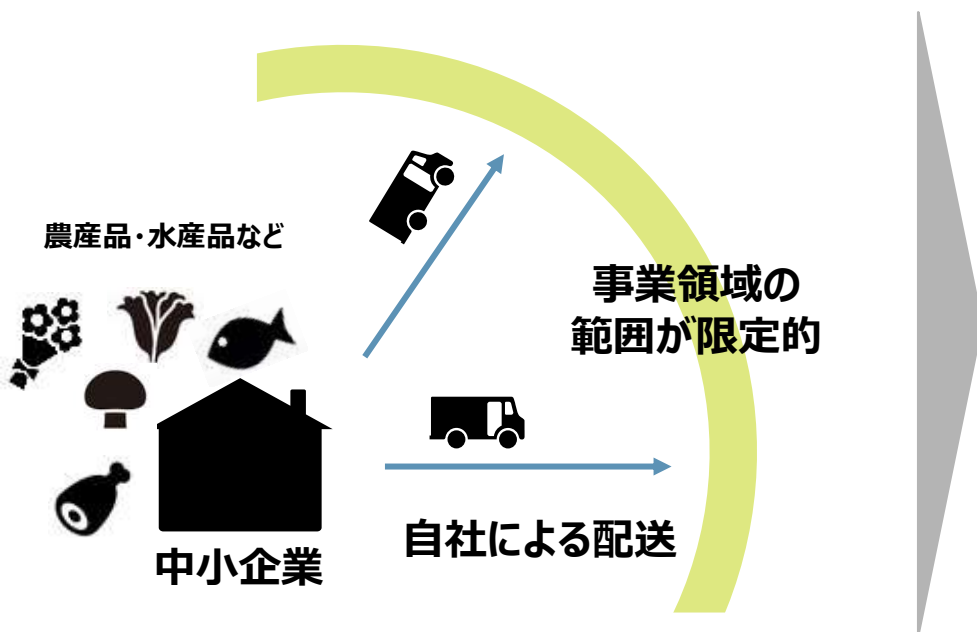 農産品・水産品など
事業領域の
範囲が限定的
自社による配送
中小企業